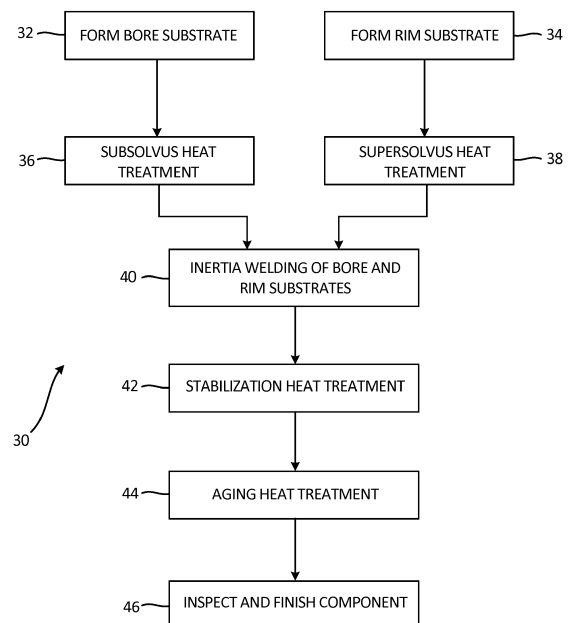 32
FORM BORE SUBSTRATE
FORM RIM SUBSTRATE
34
36
SUBSOLVUS HEAT
TREATMENT
SUPERSOLVUS HEAT
TREATMENT
38
40
INERTIA WELDING OF BORE AND
RIM SUBSTRATES
42
STABILIZATION HEAT TREATMENT
30
44
AGING HEAT TREATMENT
46
INSPECT AND FINISH COMPONENT